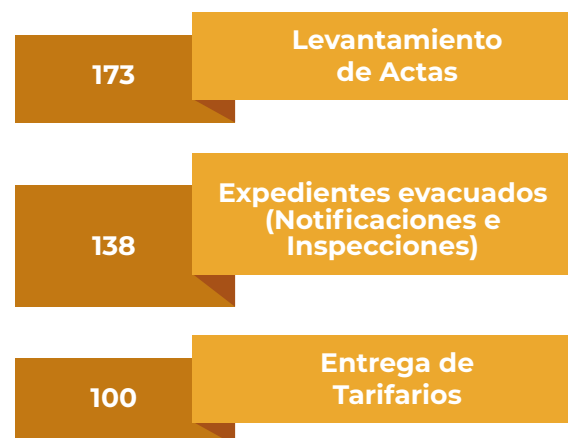 173
Levantamiento
de Actas
138
Expedientes evacuados
(Notificaciones e
Inspecciones)
100
Entrega de
Tarifarios